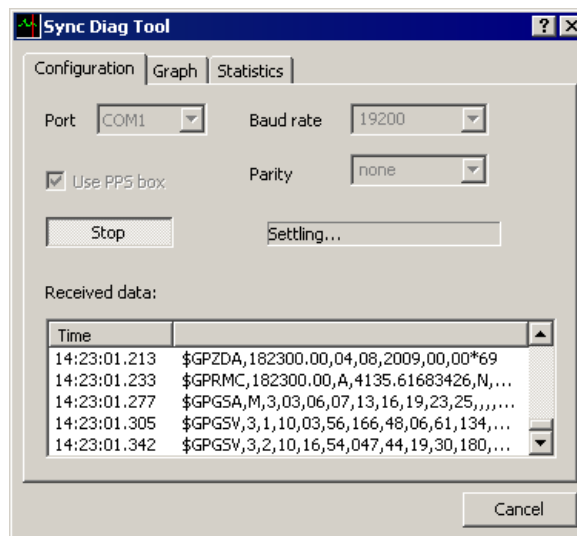 Sync Diag Tool
Configuration Graph Statistics
Port COM1 Baud rate 19200
Use PPS box Parity none
Stop Settling...
Received data:
Time
14:23:01.213 $GPZDA,182300.00,04,08,2009,00,00*69
14:23:01.233 $GPRMC,182300.00,A,4135.61683426,N,...
14:23:01.277 $GPGSA,M,3,03,06,07,13,16,19,23,25,,,,...
14:23:01.305 $GPGSV,3,1,10,03,56,166,48,06,61,134,...
14:23:01.342 $GPGSV,3,2,10,16,54,047,44,19,30,180,...
Cancel